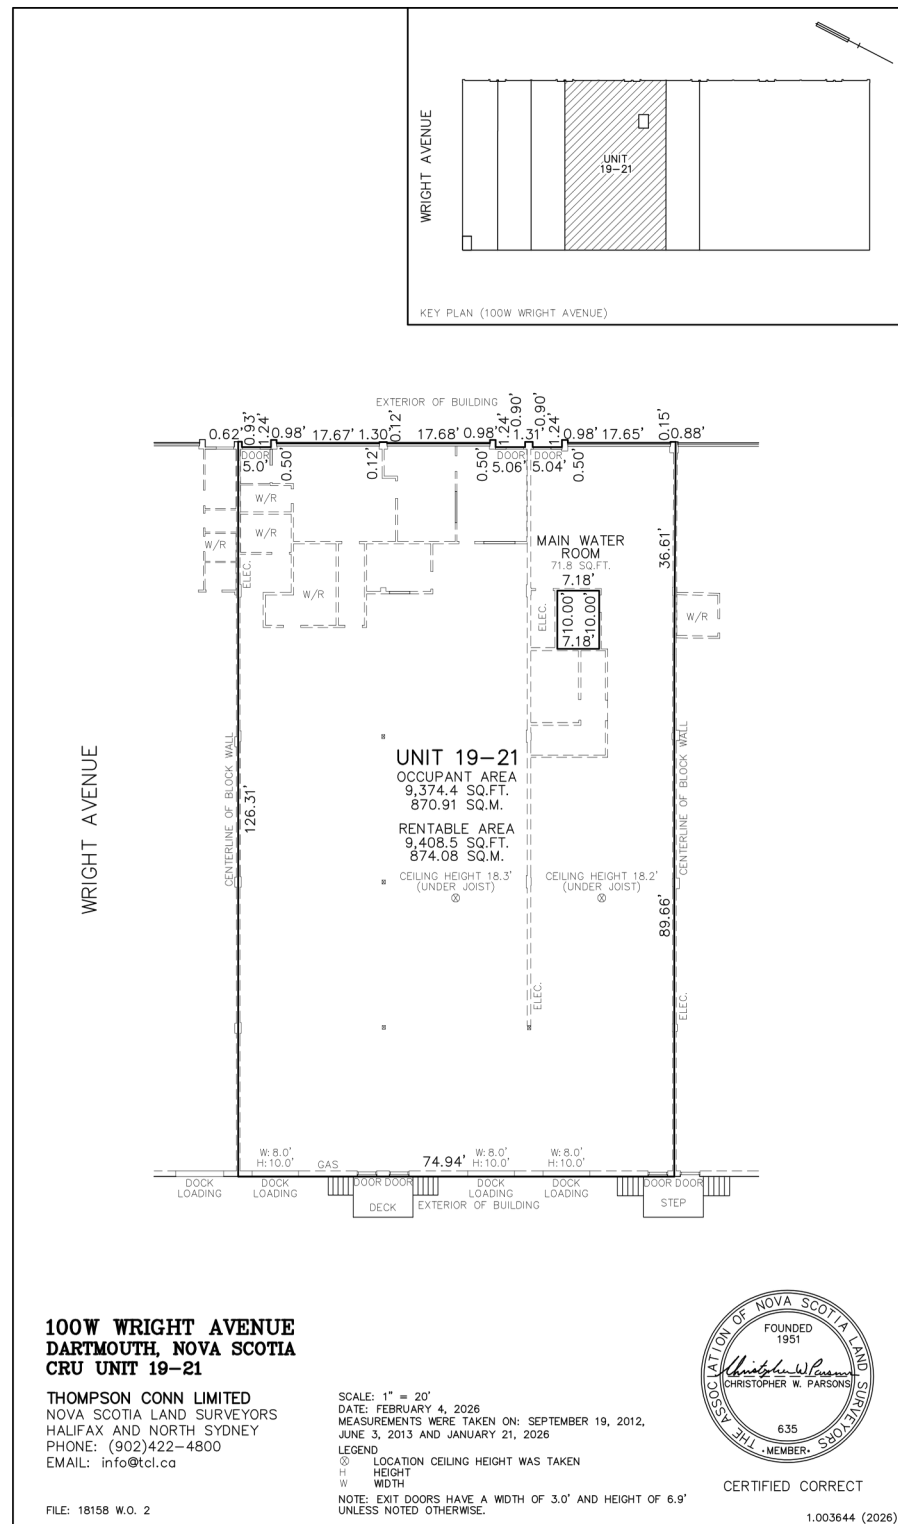 WRIGHT AVENUE
UNIT
19-21
KEY PLAN (100W WRIGHT AVENUE)
EXTERIOR OF BUILDING
0.62' 0.93' 1.24' 0.98' 17.67' 1.30' 0.12' 17.68' 0.98' 1.24' 0.90' 1.31' 0.90' 1.24' 0.98' 17.65' 0.15' 0.88'
DOOR
5.0' 0.50' 0.12' 0.50'
DOOR
5.06'
DOOR
5.04' 0.50'
W/R
W/R
W/R
W/R
ELEC.
MAIN WATER
ROOM
71.8 SQ.FT.
7.18'
10.00' 10.00'
7.18'
ELEC.
36.61'
W/R
WRIGHT AVENUE
CENTERLINE OF BLOCK WALL
126.31'
UNIT 19-21
OCCUPANT AREA
9,374.4 SQ.FT.
870.91 SQ.M.
RENTABLE AREA
9,408.5 SQ.FT.
874.08 SQ.M.
CEILING HEIGHT 18.3'
(UNDER JOIST)
CEILING HEIGHT 18.2'
(UNDER JOIST)
CENTERLINE OF BLOCK WALL
89.66'
ELEC.
ELEC.
W: 8.0'
H: 10.0'
GAS
74.94'
W: 8.0'
H: 10.0'
W: 8.0'
H: 10.0'
DOCK
LOADING
DOCK
LOADING
DOOR DOOR
DECK
DOCK
LOADING
DOCK
LOADING
EXTERIOR OF BUILDING
DOOR DOOR
STEP
100W WRIGHT AVENUE
DARTMOUTH, NOVA SCOTIA
CRU UNIT 19-21
THOMPSON CONN LIMITED
NOVA SCOTIA LAND SURVEYORS
HALIFAX AND NORTH SYDNEY
PHONE: (902)422-4800
EMAIL: info@tcl.ca
FILE: 18158 W.O. 2
SCALE: 1" = 20'
DATE: FEBRUARY 4, 2026
MEASUREMENTS WERE TAKEN ON: SEPTEMBER 19, 2012,
JUNE 3, 2013 AND JANUARY 21, 2026
LEGEND
LOCATION CEILING HEIGHT WAS TAKEN
H HEIGHT
W WIDTH
NOTE: EXIT DOORS HAVE A WIDTH OF 3.0' AND HEIGHT OF 6.9'
UNLESS NOTED OTHERWISE.
THE ASSOCIATION OF NOVA SCOTIA LAND SURVEYORS
FOUNDED
1951
Christopher W Parsons
CHRISTOPHER W. PARSONS
635
•MEMBER•
CERTIFIED CORRECT
1.003644 (2026)